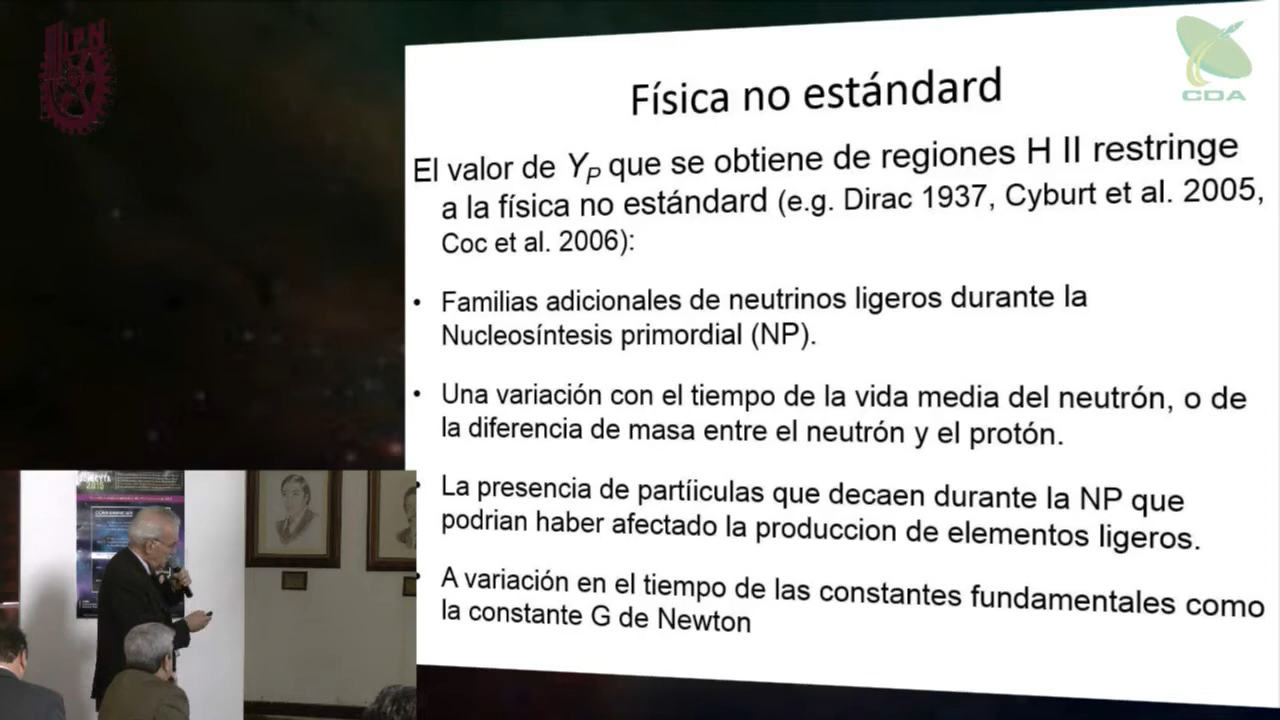 IPN
CDA
Física no estándard
El valor de YP que se obtiene de regiones H II restringe
a la física no estándard (e.g. Dirac 1937, Cyburt et al. 2005,
Coc et al. 2006):
• Familias adicionales de neutrinos ligeros durante la
Nucleosíntesis primordial (NP).
• Una variación con el tiempo de la vida media del neutrón, o de
la diferencia de masa entre el neutrón y el protón.
• La presencia de partíiculas que decaen durante la NP que
podrian haber afectado la produccion de elementos ligeros.
• A variación en el tiempo de las constantes fundamentales como
la constante G de Newton